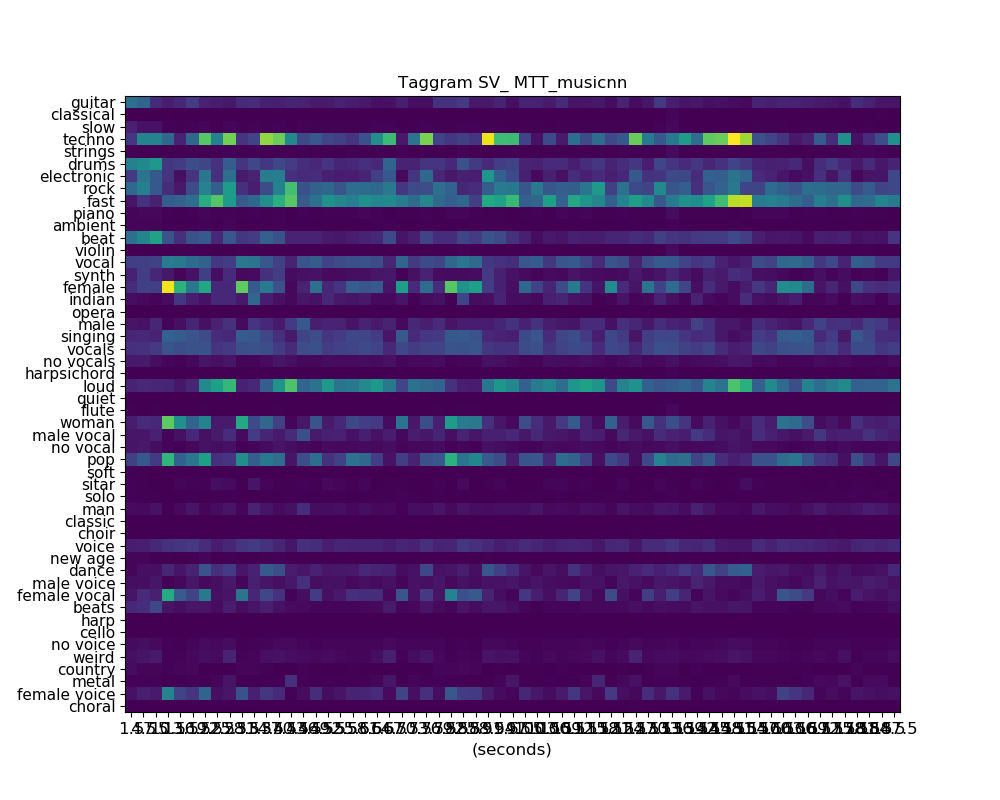 Taggram SV_ MTT_musicnn
guitar
classical
slow
techno
strings
drums
electronic
rock
fast
piano
ambient
beat
violin
vocal
synth
female
indian
opera
male
singing
vocals
no vocals
harpsichord
loud
quiet
flute
woman
male vocal
no vocal
pop
soft
sitar
solo
man
classic
choir
voice
new age
dance
male voice
female vocal
beats
harp
cello
no voice
weird
country
metal
female voice
choral
(seconds)